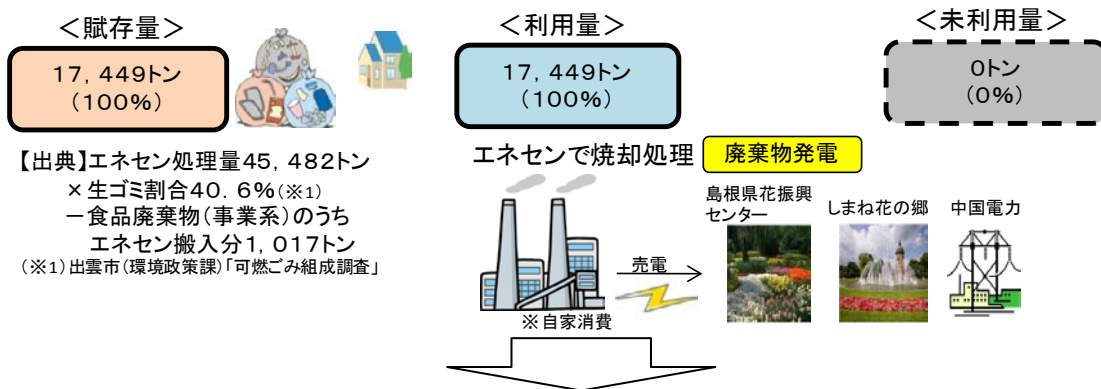 ＜賦存量＞
17，449トン
（100％）
＜利用量＞
17，449トン
（100％）
＜未利用量＞
0トン
（0％）
【出典】エネセン処理量45，482トン
×生ゴミ割合40．6％（※1）
－食品廃棄物（事業系）のうち
エネセン搬入分1，017トン
（※1）出雲市（環境政策課）「可燃ごみ組成調査」
エネセンで焼却処理
廃棄物発電
※自家消費
売電
島根県花振興
センター
しまね花の郷
中国電力